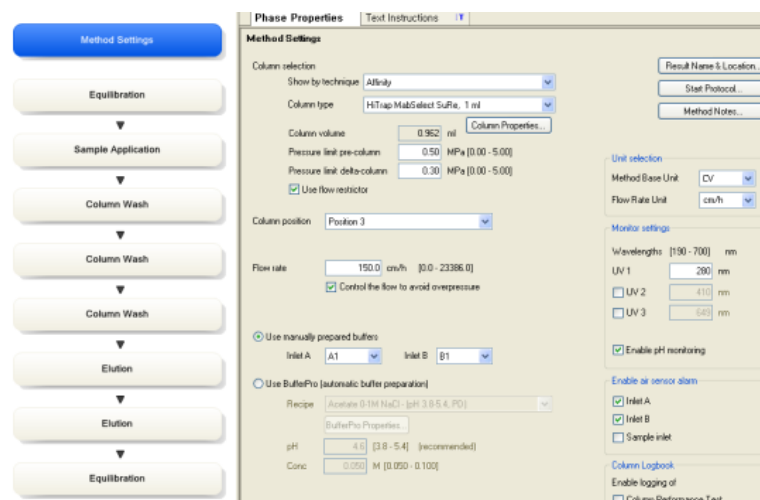 Method Settings
Equilibration
Sample Application
Column Wash
Column Wash
Column Wash
Elution
Elution
Equilibration
Phase Properties
Text Instructions
Method Settings
Column selection
Show by technique Affinity
Column type HiTrap MabSelect SuRe, 1 ml
Column volume 0.962 ml Column Properties...
Pressure limit pre-column 0.50 MPa [0.00 - 5.00]
Pressure limit delta-column 0.30 MPa [0.00 - 5.00]
Use flow restrictor
Column position Position 3
Flow rate 150.0 cm/h [0.0 - 23386.0]
Control the flow to avoid overpressure
Use manually prepared buffers
Inlet A A1 Inlet B B1
Use BufferPro (automatic buffer preparation)
Recipe Acetate 0-1M NaCl - (pH 3.8-5.4, PD)
BufferPro Properties...
pH 4.6 [3.8 - 5.4] (recommended)
Conc 0.050 M [0.050 - 0.100]
Result Name & Location...
Start Protocol...
Method Notes...
Unit selection
Method Base Unit CV
Flow Rate Unit cm/h
Monitor settings
Wavelengths [190 - 700] nm
UV 1 280 nm
UV 2 410 nm
UV 3 649 nm
Enable pH monitoring
Enable air sensor alarm
Inlet A
Inlet B
Sample inlet
Column Logbook
Enable logging of
Column Performance Test